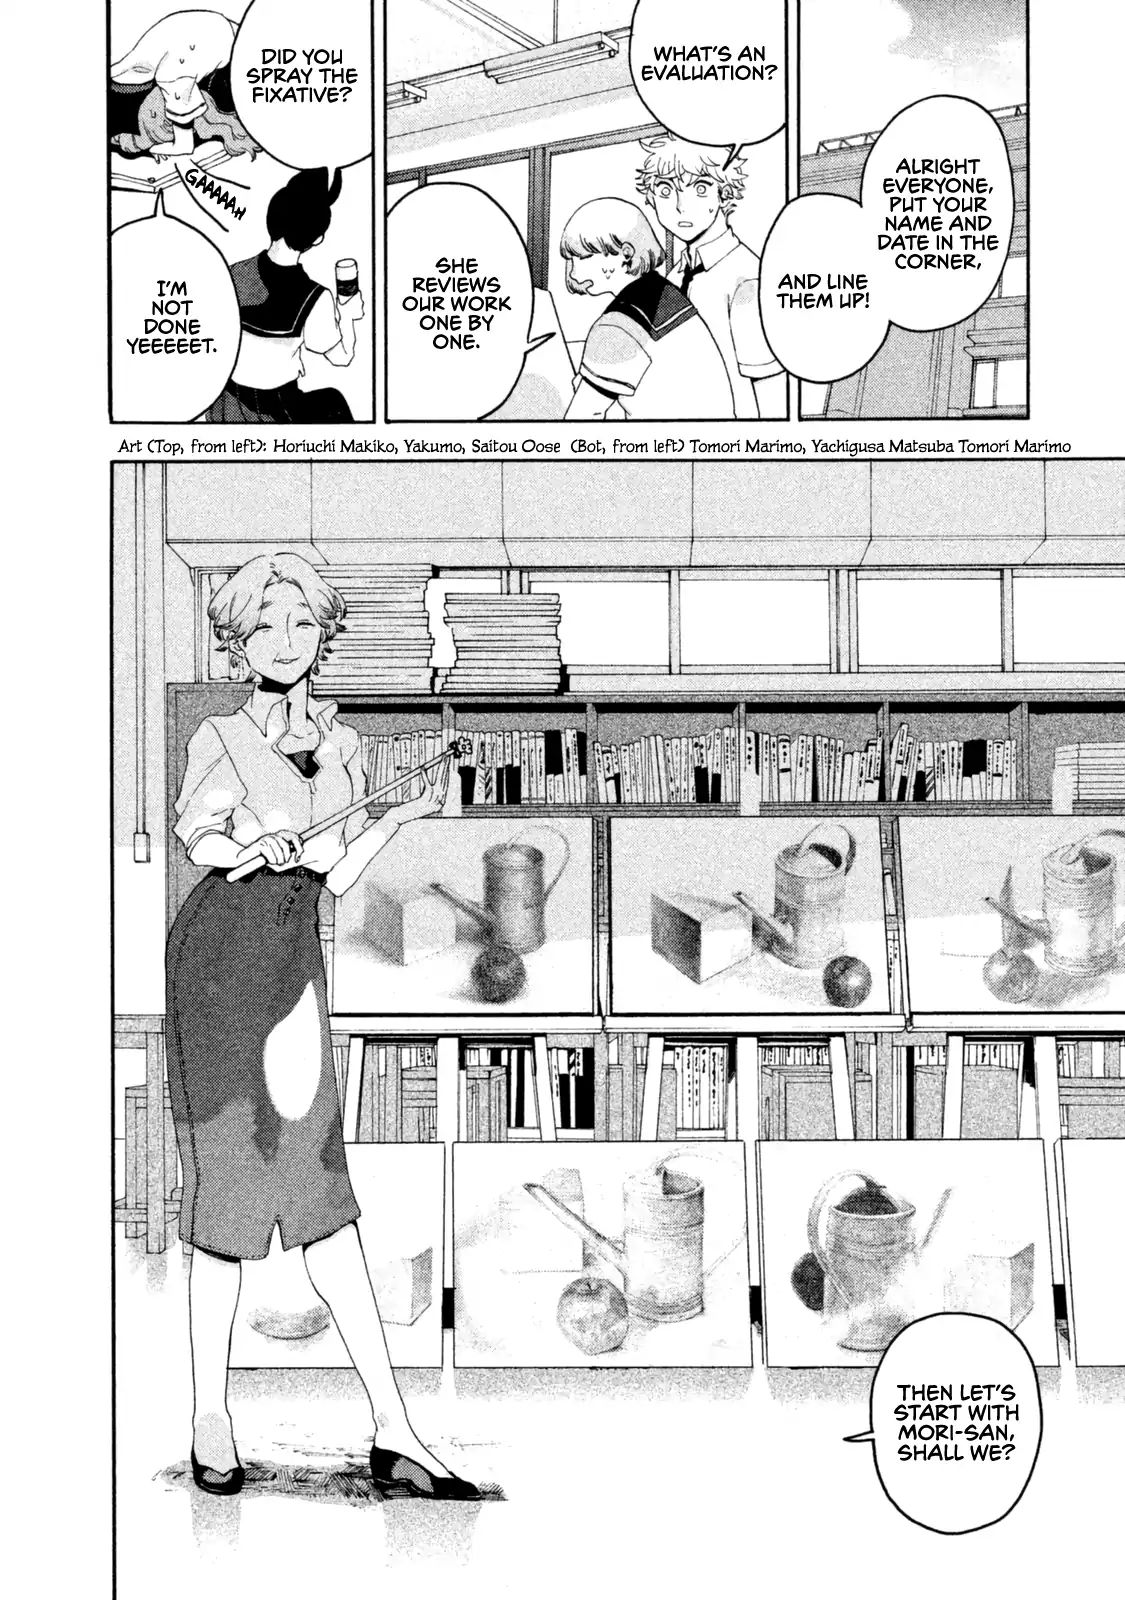 ALRIGHT
EVERYONE,
PUT YOUR
NAME AND
DATE IN THE
CORNER,
AND LINE
THEM UP!
WHAT'S AN
EVALUATION?
SHE
REVIEWS
OUR WORK
ONE BY
ONE.
DID YOU
SPRAY THE
FIXATIVE?
GAAAAAH
I'M
NOT
DONE
YEEEEET.
Art (Top, from left): Horiuchi Makiko, Yakumo, Saitou Oose (Bot, from left) Tomori Marimo, Yachigusa Matsuba Tomori Marimo
THEN LET'S
START WITH
MORI-SAN,
SHALL WE?